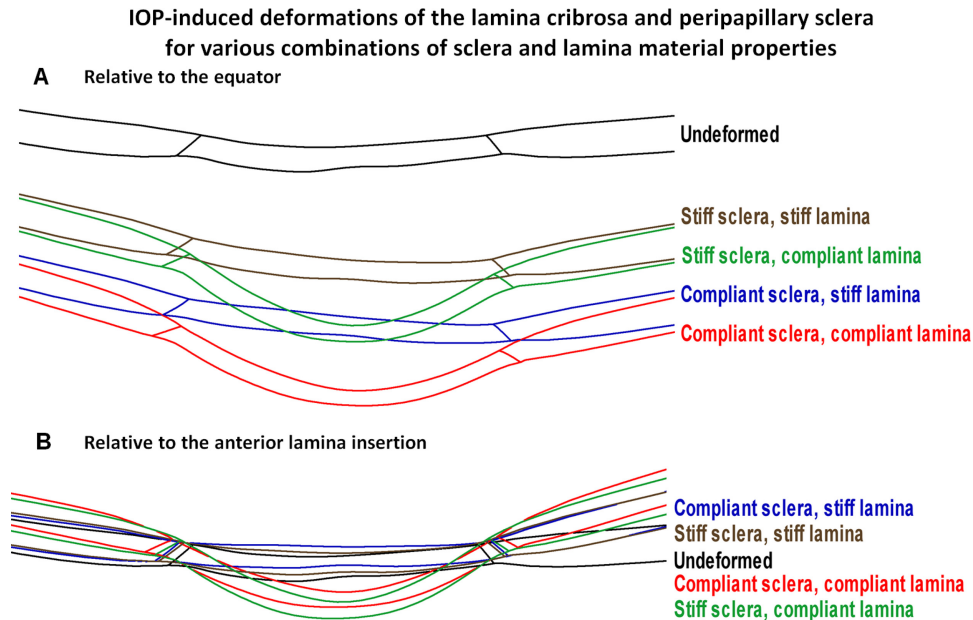 IOP-induced deformations of the lamina cribrosa and peripapillary sclera
for various combinations of sclera and lamina material properties
A Relative to the equator
Undeformed
Stiff sclera, stiff lamina
Stiff sclera, compliant lamina
Compliant sclera, stiff lamina
Compliant sclera, compliant lamina
B Relative to the anterior lamina insertion
Compliant sclera, stiff lamina
Stiff sclera, stiff lamina
Undeformed
Compliant sclera, compliant lamina
Stiff sclera, compliant lamina